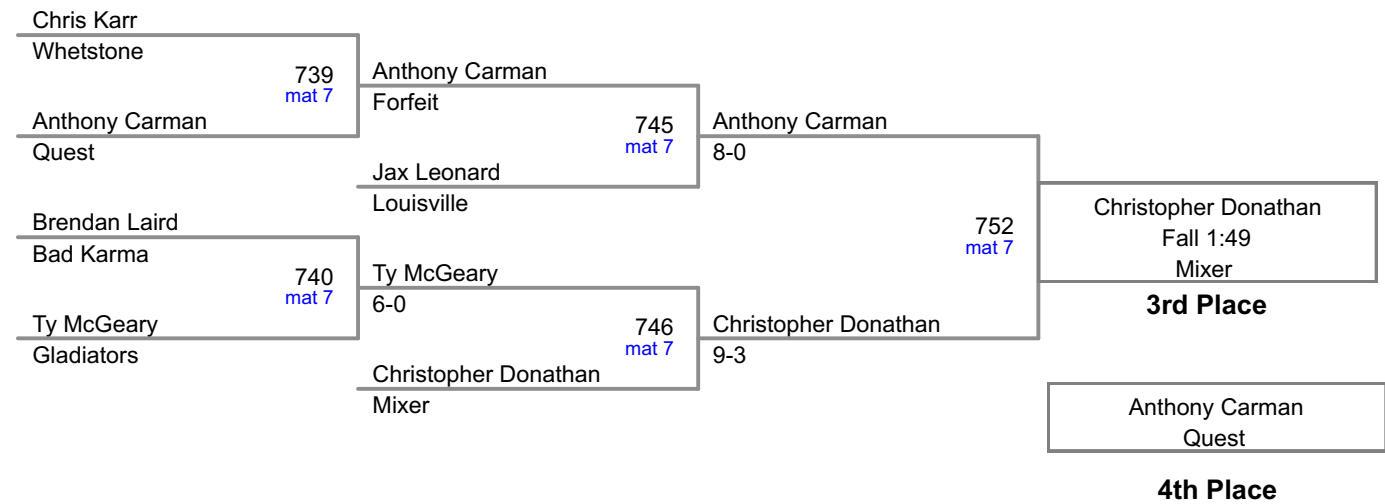 Chris Karr
Whetstone
739
mat 7
Anthony Carman
Quest
Anthony Carman
Forfeit
745
mat 7
Jax Leonard
Louisville
Anthony Carman
8-0
Brendan Laird
Bad Karma
740
mat 7
Ty McGeary
Gladiators
Ty McGeary
6-0
746
mat 7
Christopher Donathan
Mixer
Christopher Donathan
9-3
752
mat 7
Christopher Donathan
Fall 1:49
Mixer
3rd Place
Anthony Carman
Quest
4th Place